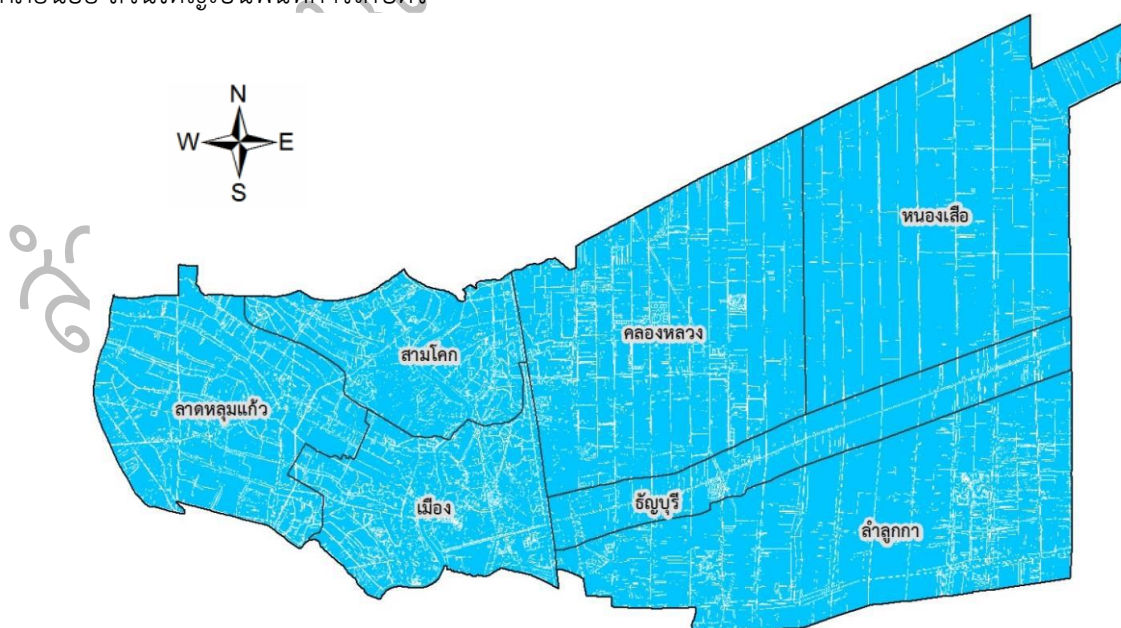 N
W E
S
หนองเสือ
คลองหลวง
สามโคก
ลาดหลุมแก้ว
ธัญบุรี
เมือง
ลำลูกกา